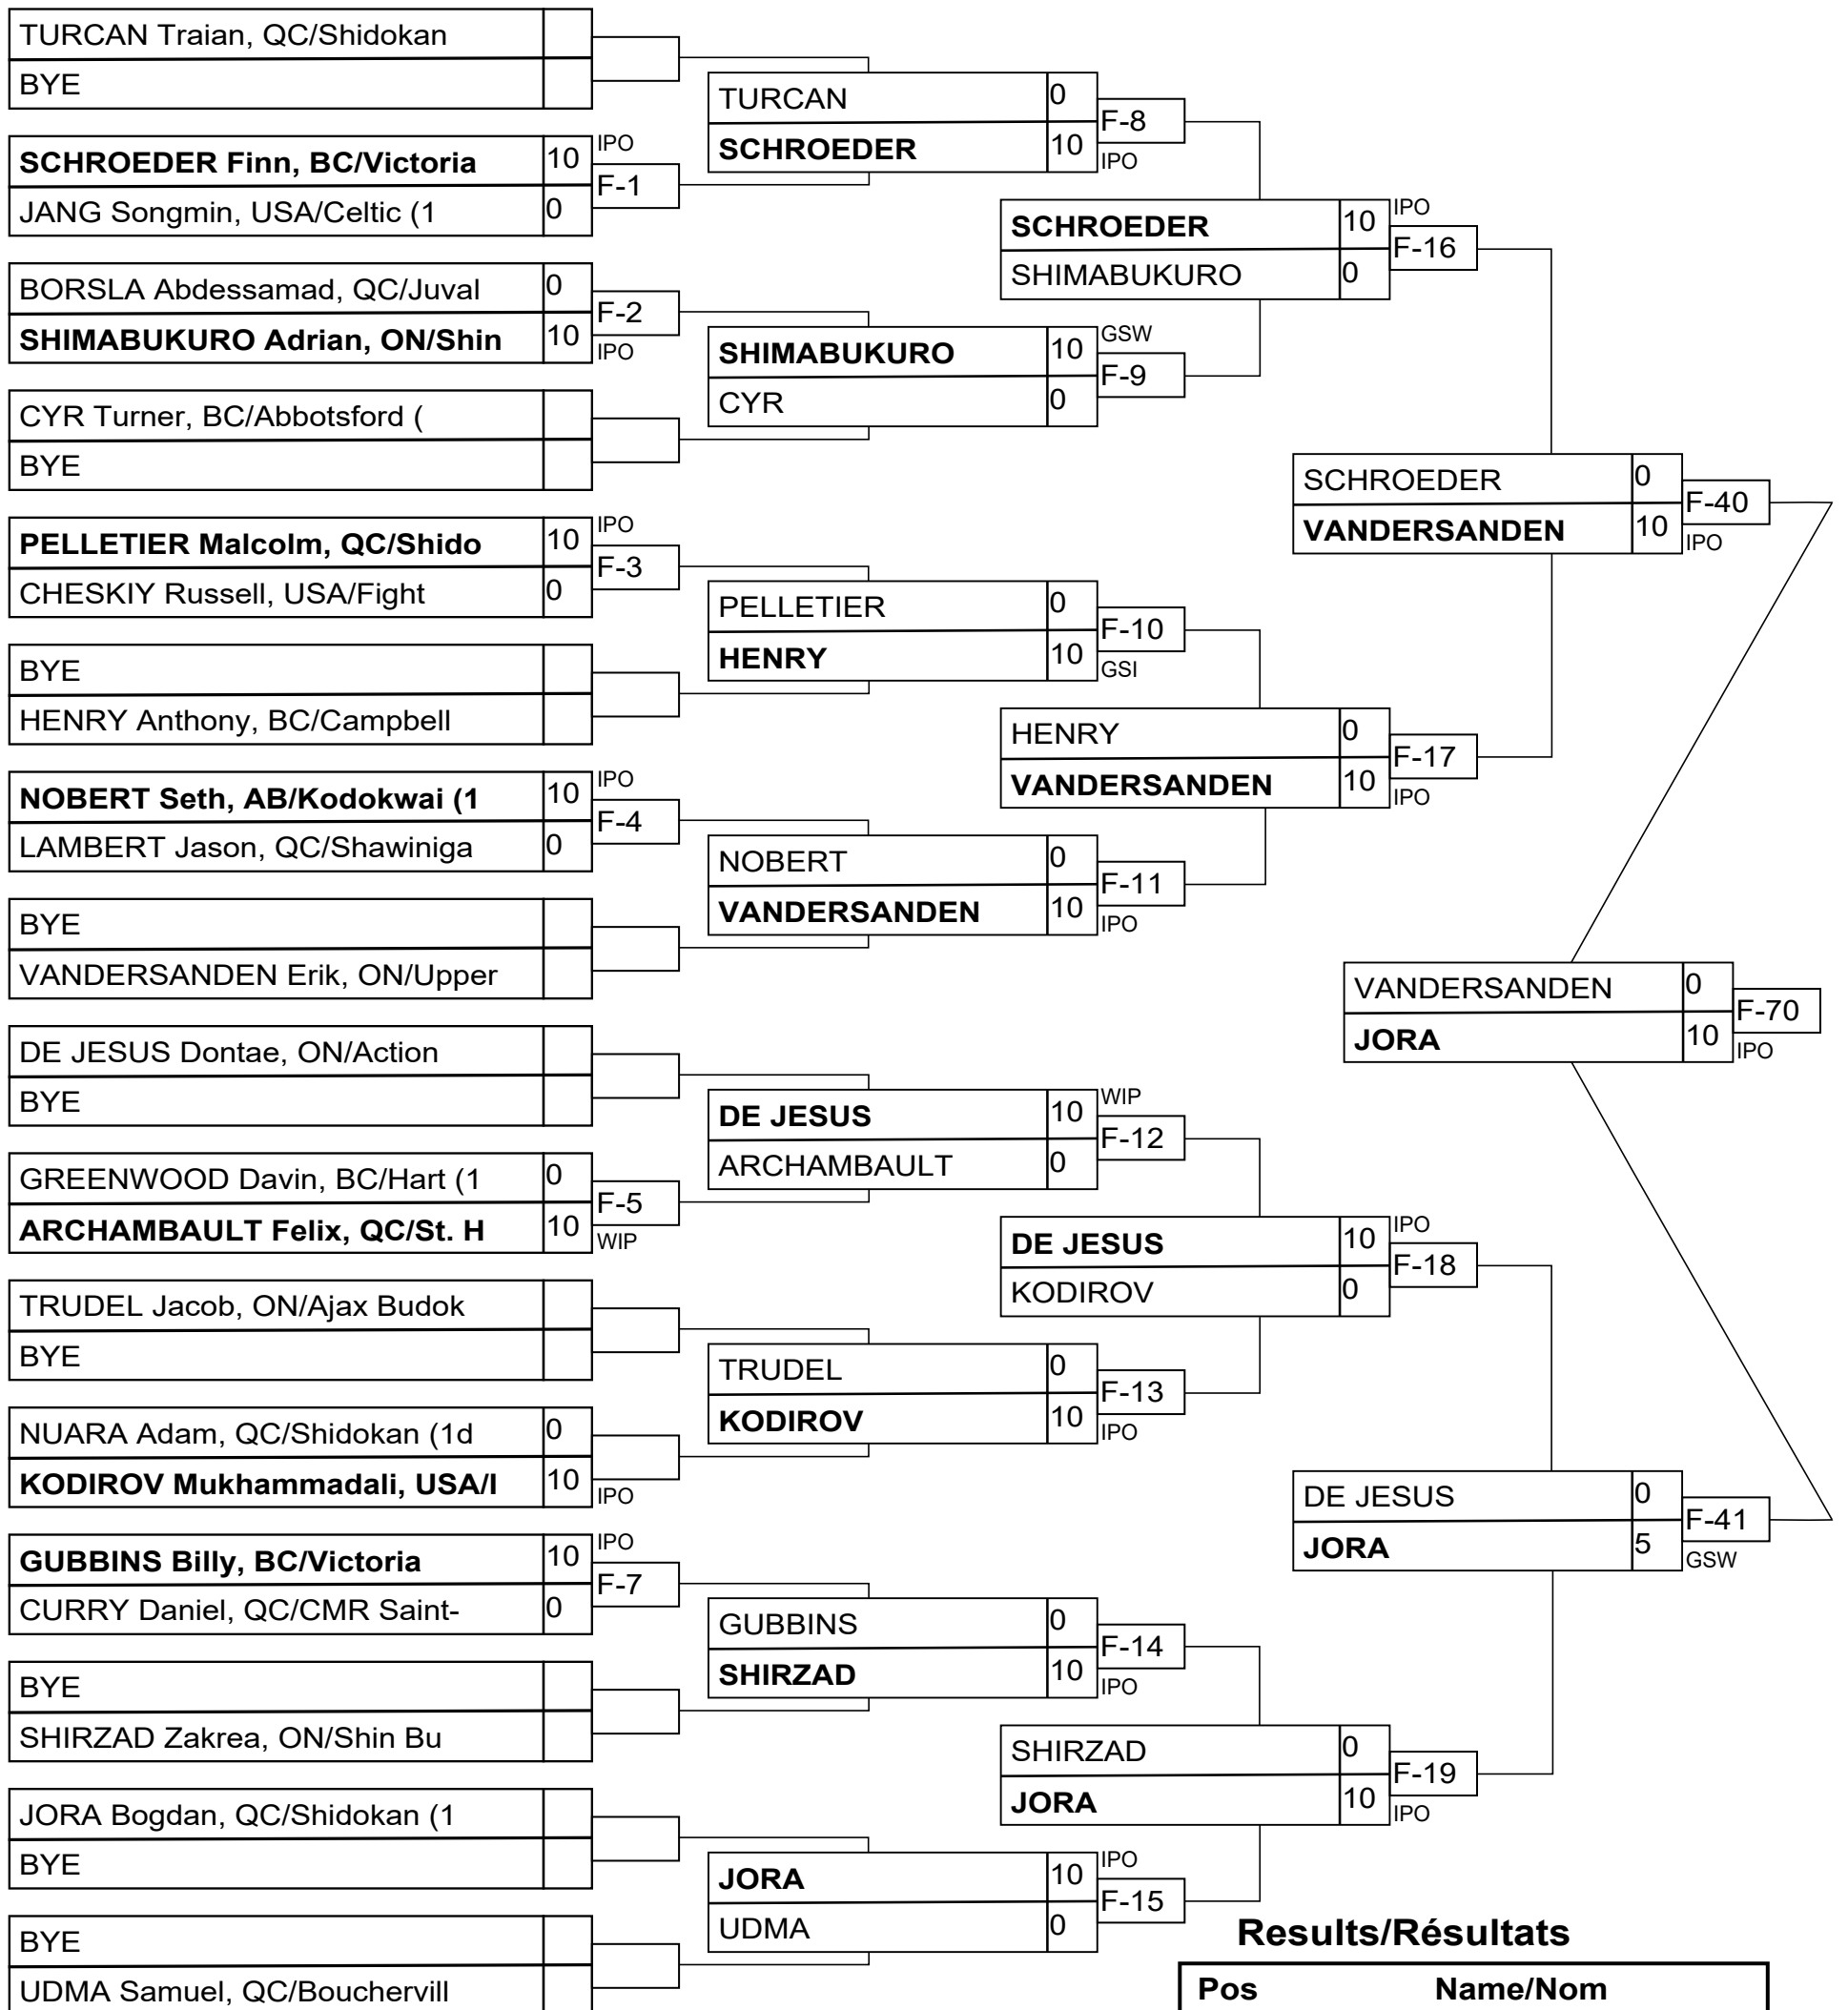 TURCAN Traian, QC/Shidokan
BYE
SCHROEDER Finn, BC/Victoria 10 IPO
F-1
JANG Songmin, USA/Celtic (1 0
BORSLA Abdessamad, QC/Juval 0
F-2
SHIMABUKURO Adrian, ON/Shin 10 IPO
CYR Turner, BC/Abbotsford (
BYE
PELLETIER Malcolm, QC/Shido 10 IPO
F-3
CHESKIY Russell, USA/Fight 0
BYE
HENRY Anthony, BC/Campbell
NOBERT Seth, AB/Kodokwai (1 10 IPO
F-4
LAMBERT Jason, QC/Shawiniga 0
BYE
VANDERSANDEN Erik, ON/Upper
DE JESUS Dontae, ON/Action
BYE
GREENWOOD Davin, BC/Hart (1 0
F-5
ARCHAMBAULT Felix, QC/St. H 10 WIP
TRUDEL Jacob, ON/Ajax Budok
BYE
NUARA Adam, QC/Shidokan (1d 0
KODIROV Mukhammadali, USA/I 10 IPO
GUBBINS Billy, BC/Victoria 10 IPO
F-7
CURRY Daniel, QC/CMR Saint- 0
BYE
SHIRZAD Zakrea, ON/Shin Bu
JORA Bogdan, QC/Shidokan (1
BYE
BYE
UDMA Samuel, QC/Bouchervill
TURCAN 0
F-8
SCHROEDER 10 IPO
SHIMABUKURO 10 GSW
F-9
CYR 0
PELLETIER 0
F-10
HENRY 10 GSI
NOBERT 0
F-11
VANDERSANDEN 10 IPO
DE JESUS 10 WIP
F-12
ARCHAMBAULT 0
TRUDEL 0
F-13
KODIROV 10 IPO
GUBBINS 0
F-14
SHIRZAD 10 IPO
JORA 10 IPO
F-15
UDMA 0
SCHROEDER 10 IPO
F-16
SHIMABUKURO 0
HENRY 0
F-17
VANDERSANDEN 10 IPO
DE JESUS 10 IPO
F-18
KODIROV 0
SHIRZAD 0
F-19
JORA 10 IPO
SCHROEDER 0
F-40
VANDERSANDEN 10 IPO
DE JESUS 0
F-41
JORA 5 GSW
VANDERSANDEN 0
F-70
JORA 10 IPO
Results/Résultats
Pos Name/Nom